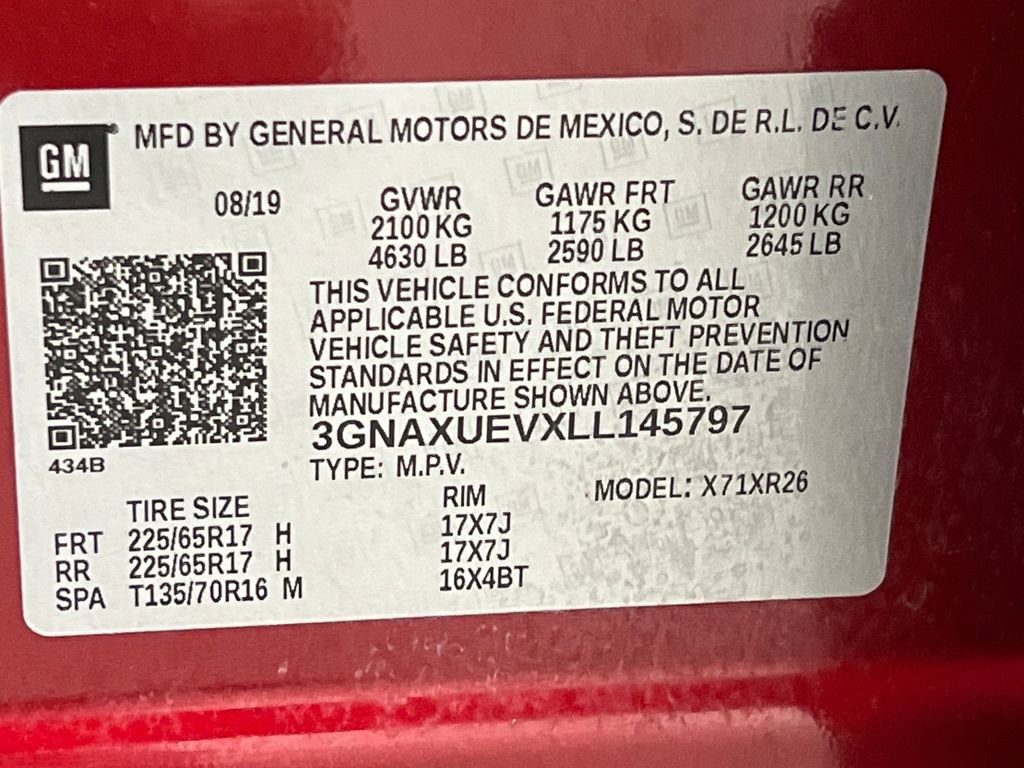 GM MFD BY GENERAL MOTORS DE MEXICO, S. DE R.L. DE C.V.
08/19 GVWR GAWR FRT GAWR RR
2100 KG 1175 KG 1200 KG
4630 LB 2590 LB 2645 LB
THIS VEHICLE CONFORMS TO ALL
APPLICABLE U.S. FEDERAL MOTOR
VEHICLE SAFETY AND THEFT PREVENTION
STANDARDS IN EFFECT ON THE DATE OF
MANUFACTURE SHOWN ABOVE.
3GNAXUEVXLL145797
434B TYPE: M.P.V.
TIRE SIZE RIM MODEL: X71XR26
FRT 225/65R17 H 17X7J
RR 225/65R17 H 17X7J
SPA T135/70R16 M 16X4BT